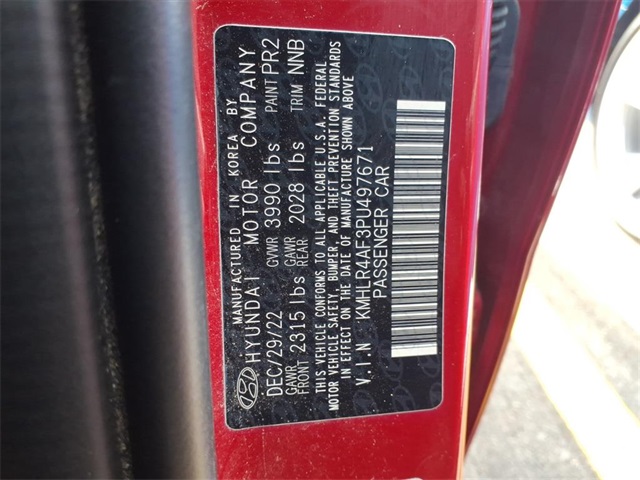 MANUFACTURED IN KOREA BY
HYUNDAI MOTOR COMPANY
DEC/29/22 GVWR 3990 lbs PAINT PR2
GAWR FRONT 2315 lbs GAWR REAR 2028 lbs TRIM NNB
THIS VEHICLE CONFORMS TO ALL APPLICABLE U.S.A. FEDERAL
MOTOR VEHICLE SAFETY, BUMPER, AND THEFT PREVENTION STANDARDS
IN EFFECT ON THE DATE OF MANUFACTURE SHOWN ABOVE
V.I.N KMHLR4AF3PU497671
PASSENGER CAR